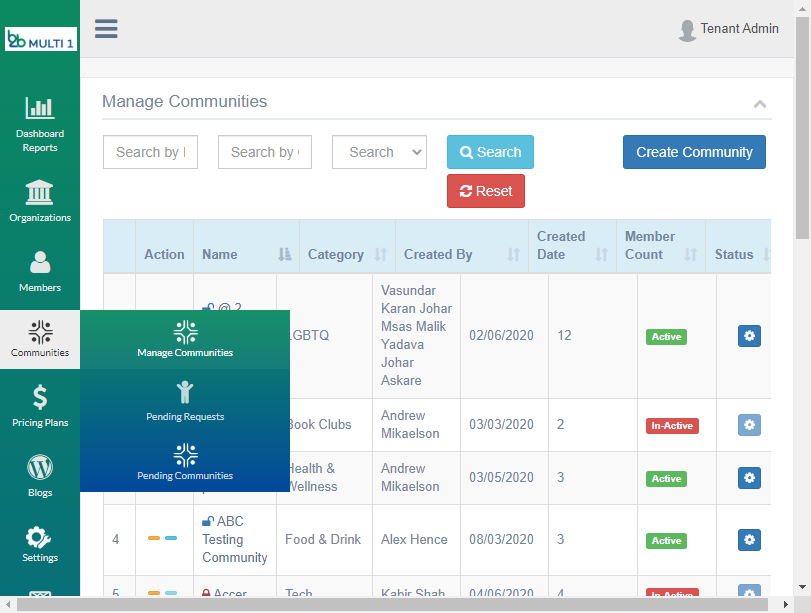 b2b MULTI 1
Tenant Admin
Dashboard
Reports
Organizations
Members
Communities
Pricing Plans
Blogs
Settings
Manage Communities
Pending Requests
Pending Communities
Manage Communities
Search by
Search by
Search
Search
Reset
Create Community
Action
Name
Category
Created By
Created
Date
Member
Count
Status
@ 2
LGBTQ
Vasundar
Karan Johar
Msas Malik
Yadava
Johar
Askare
02/06/2020
12
Active
Book Clubs
Andrew
Mikaelson
03/03/2020
2
In-Active
Health &
Wellness
Andrew
Mikaelson
03/05/2020
3
Active
4
ABC
Testing
Community
Food & Drink
Alex Hence
08/03/2020
3
Active
5
Accer
Tech
Kabir Shah
04/06/2020
4
In-Active